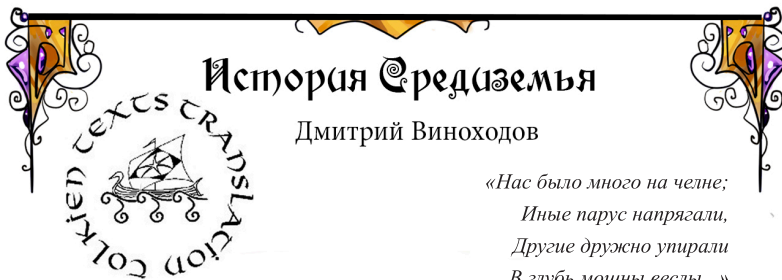 История Средиземья
Дмитрий Виноходов
TOLKIEN TEXTS TRANSLATION
«Нас было много на челне;
Иные парус напрягали,
Другие дружно упирали
В глубь мощны веслы...»